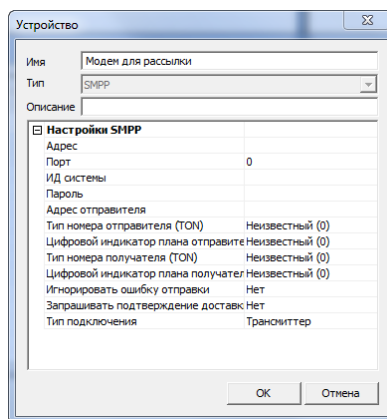 Устройство
Имя Модем для рассылки
Тип SMPP
Описание
Настройки SMPP
Адрес
Порт 0
ИД системы
Пароль
Адрес отправителя
Тип номера отправителя (TON) Неизвестный (0)
Цифровой индикатор плана отправите Неизвестный (0)
Тип номера получателя (TON) Неизвестный (0)
Цифровой индикатор плана получател Неизвестный (0)
Игнорировать ошибку отправки Нет
Запрашивать подтверждение доставк Нет
Тип подключения Трансмиттер
ОК Отмена